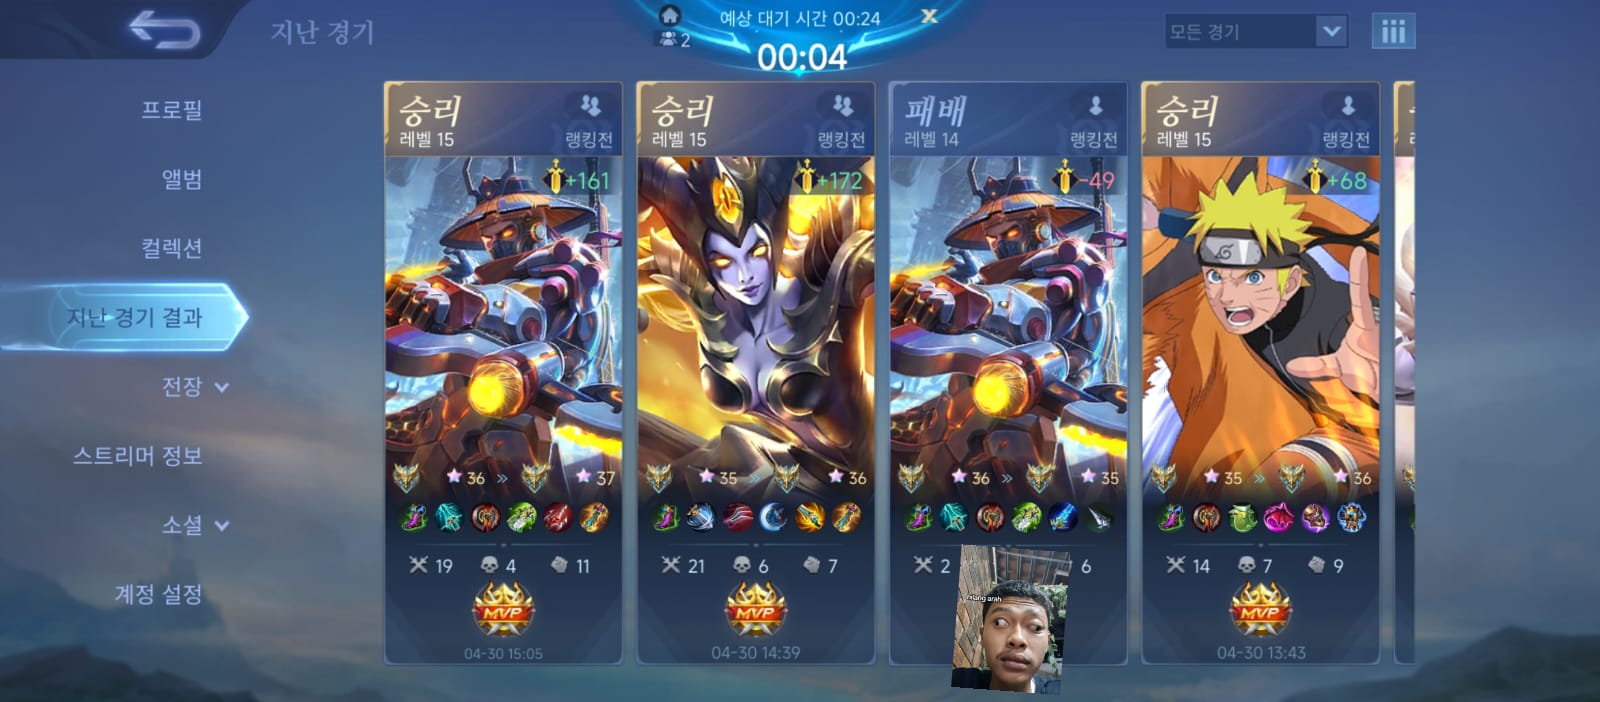 지난 경기
예상 대기 시간 00:24
2
00:04
모든 경기
프로필
앨범
컬렉션
지난 경기 결과
전장
스트리머 정보
소셜
계정 설정
승리
레벨 15
랭킹전
+161
36
37
19
4
11
MVP
04-30 15:05
승리
레벨 15
랭킹전
+172
35
36
21
6
7
MVP
04-30 14:39
패배
레벨 14
랭킹전
-49
36
35
2
6
hilang arah
승리
레벨 15
랭킹전
+68
35
36
14
7
9
MVP
04-30 13:43